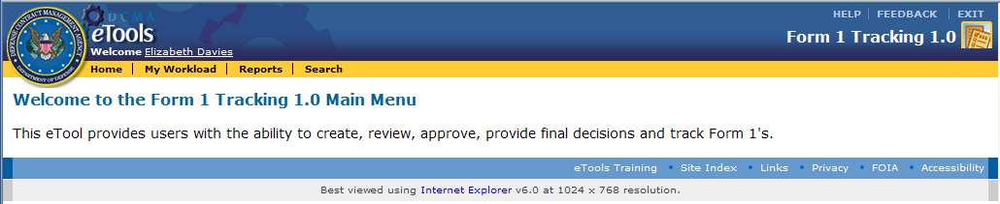 DCMA
HELP | FEEDBACK | EXIT
eTools
Form 1 Tracking 1.0
Welcome Elizabeth Davies
DEFENSE CONTRACT MANAGEMENT AGENCY
DEPARTMENT OF DEFENSE
Home | My Workload | Reports | Search
Welcome to the Form 1 Tracking 1.0 Main Menu
This eTool provides users with the ability to create, review, approve, provide final decisions and track Form 1's.
eTools Training • Site Index • Links • Privacy • FOIA • Accessibility
Best viewed using Internet Explorer v6.0 at 1024 x 768 resolution.